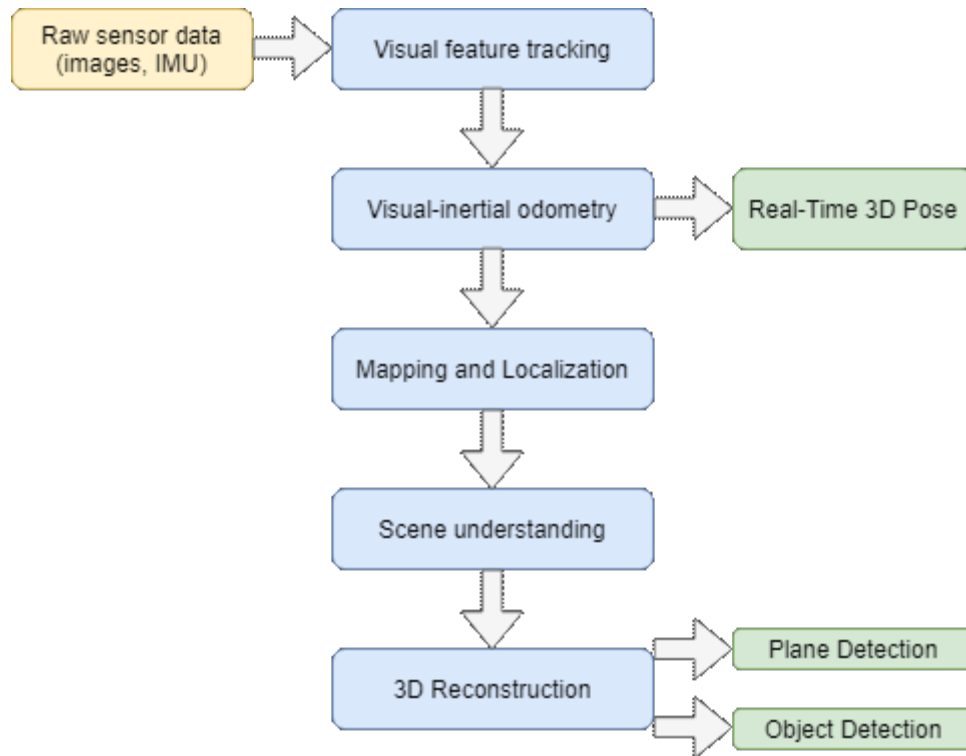 Raw sensor data
(images, IMU)
Visual feature tracking
Visual-inertial odometry
Real-Time 3D Pose
Mapping and Localization
Scene understanding
3D Reconstruction
Plane Detection
Object Detection